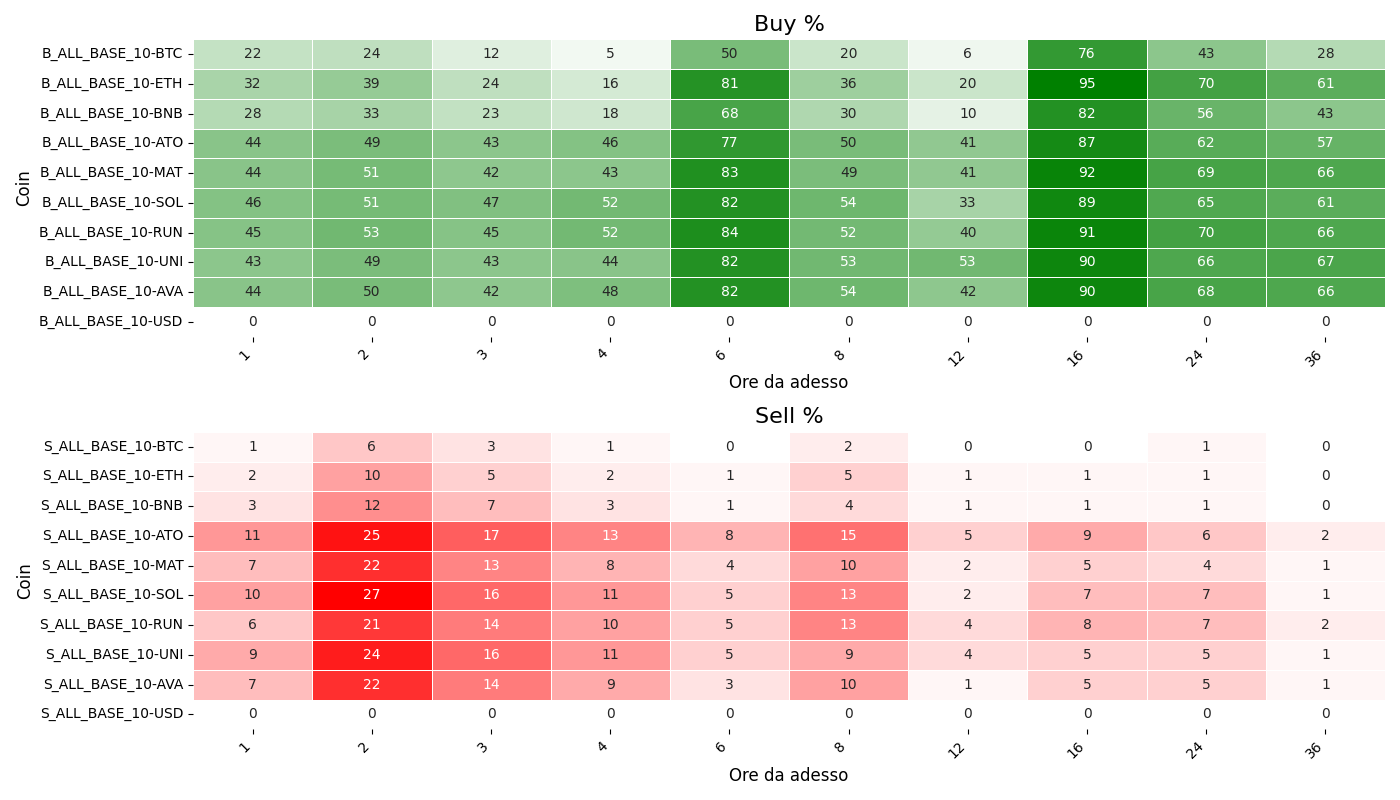 Buy %
Coin
B_ALL_BASE_10-BTC 22 24 12 5 50 20 6 76 43 28
B_ALL_BASE_10-ETH 32 39 24 16 81 36 20 95 70 61
B_ALL_BASE_10-BNB 28 33 23 18 68 30 10 82 56 43
B_ALL_BASE_10-ATO 44 49 43 46 77 50 41 87 62 57
B_ALL_BASE_10-MAT 44 51 42 43 83 49 41 92 69 66
B_ALL_BASE_10-SOL 46 51 47 52 82 54 33 89 65 61
B_ALL_BASE_10-RUN 45 53 45 52 84 52 40 91 70 66
B_ALL_BASE_10-UNI 43 49 43 44 82 53 53 90 66 67
B_ALL_BASE_10-AVA 44 50 42 48 82 54 42 90 68 66
B_ALL_BASE_10-USD 0 0 0 0 0 0 0 0 0 0
1 2 3 4 6 8 12 16 24 36
Ore da adesso
Sell %
Coin
S_ALL_BASE_10-BTC 1 6 3 1 0 2 0 0 1 0
S_ALL_BASE_10-ETH 2 10 5 2 1 5 1 1 1 0
S_ALL_BASE_10-BNB 3 12 7 3 1 4 1 1 1 0
S_ALL_BASE_10-ATO 11 25 17 13 8 15 5 9 6 2
S_ALL_BASE_10-MAT 7 22 13 8 4 10 2 5 4 1
S_ALL_BASE_10-SOL 10 27 16 11 5 13 2 7 7 1
S_ALL_BASE_10-RUN 6 21 14 10 5 13 4 8 7 2
S_ALL_BASE_10-UNI 9 24 16 11 5 9 4 5 5 1
S_ALL_BASE_10-AVA 7 22 14 9 3 10 1 5 5 1
S_ALL_BASE_10-USD 0 0 0 0 0 0 0 0 0 0
1 2 3 4 6 8 12 16 24 36
Ore da adesso